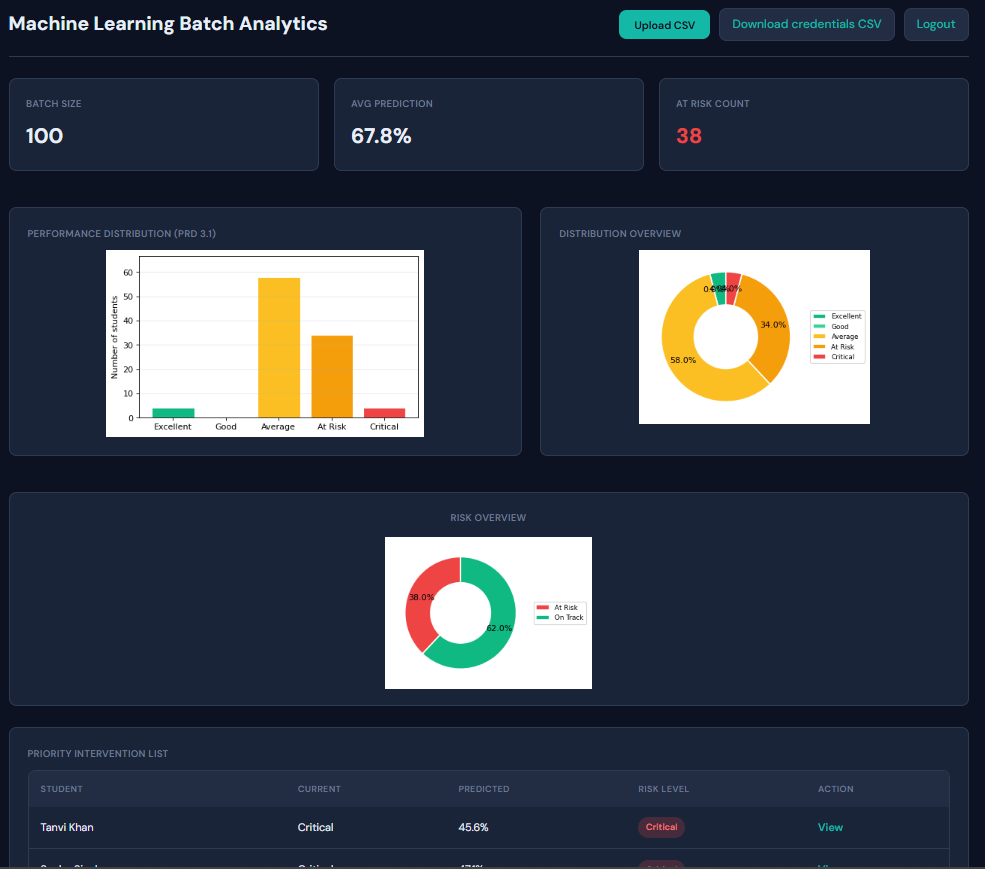 Machine Learning Batch Analytics
Upload CSV
Download credentials CSV
Logout
BATCH SIZE
100
AVG PREDICTION
67.8%
AT RISK COUNT
38
PERFORMANCE DISTRIBUTION (PRD 3.1)
Number of students
60
50
40
30
20
10
0
Excellent Good Average At Risk Critical
DISTRIBUTION OVERVIEW
34.0%
58.0%
Excellent
Good
Average
At Risk
Critical
RISK OVERVIEW
38.0%
62.0%
At Risk
On Track
PRIORITY INTERVENTION LIST
STUDENT CURRENT PREDICTED RISK LEVEL ACTION
Tanvi Khan Critical 45.6% Critical View